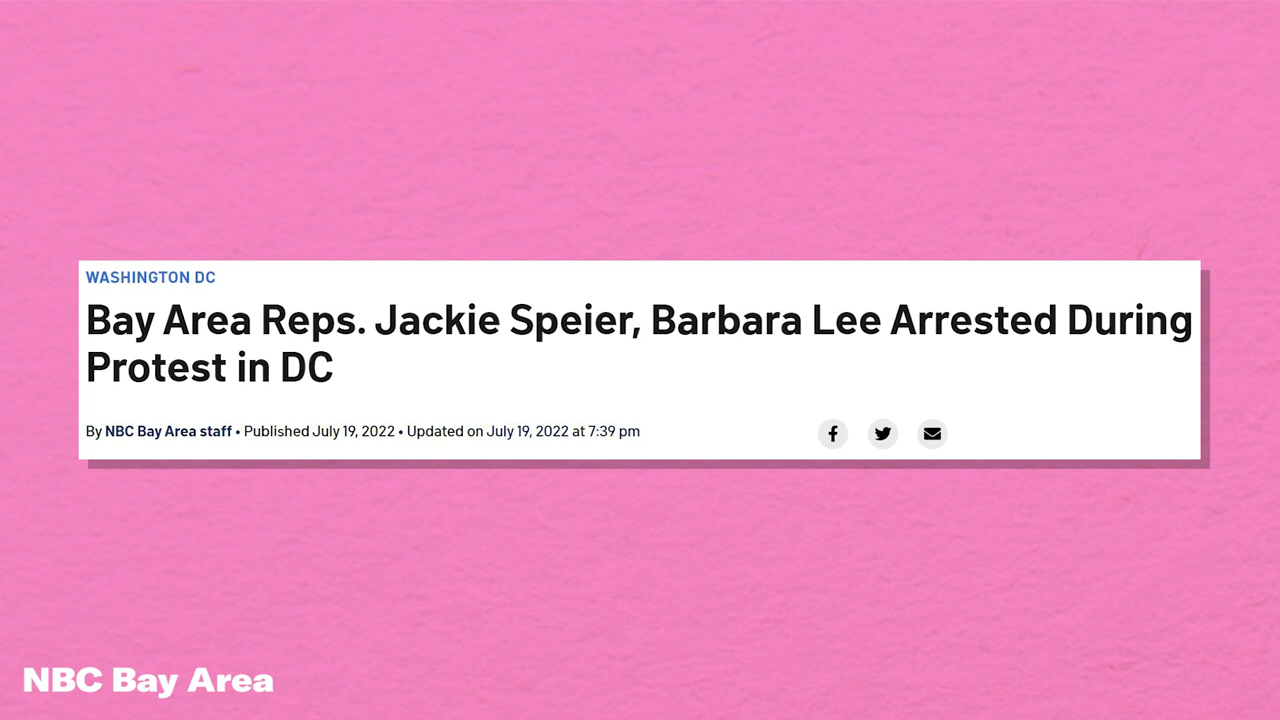 WASHINGTON DC
Bay Area Reps. Jackie Speier, Barbara Lee Arrested During
Protest in DC
By NBC Bay Area staff • Published July 19, 2022 • Updated on July 19, 2022 at 7:39 pm
NBC Bay Area